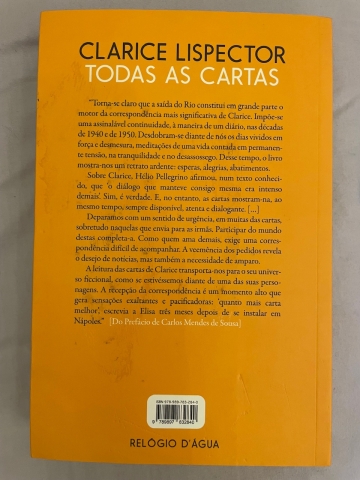 CLARICE LISPECTOR
TODAS AS CARTAS
"Torna-se claro que a saída do Rio constitui em grande parte o
motor da correspondência mais significativa de Clarice. Impõe-se
uma assinalável continuidade, à maneira de um diário, nas décadas
de 1940 e de 1950. Desdobram-se diante de nós os dias vividos em
força e desmesura, meditações de uma vida contada em permanen-
te tensão, na tranquilidade e no desassossego. Desse tempo, o livro
mostra-nos um retrato ardente: esperas, alegrias, abatimentos.
Sobre Clarice, Hélio Pellegrino afirmou, num texto conheci-
do, que 'o diálogo que manteve consigo mesma era intenso
demais'. Sim, é verdade. E, no entanto, as cartas mostram-na, ao
mesmo tempo, sempre disponível, atenta e dialogante. [...]
Deparamos com um sentido de urgência, em muitas das cartas,
sobretudo naquelas que envia para as irmãs. Participar do mundo
destas completa-a. Como quem ama demais, exige uma corres-
pondência difícil de acompanhar. A veemência dos pedidos revela
o desejo de notícias, mas também a necessidade de amparo.
A leitura das cartas de Clarice transporta-nos para o seu univer-
so ficcional, como se estivéssemos diante de uma das suas perso-
nagens. A recepção da correspondência é um momento alto que
gera sensações exaltantes e pacificadoras: 'quanto mais carta
melhor', escrevia a Elisa três meses depois de se instalar em
Nápoles." [Do Prefácio de Carlos Mendes de Sousa]
RELÓGIO D'ÁGUA